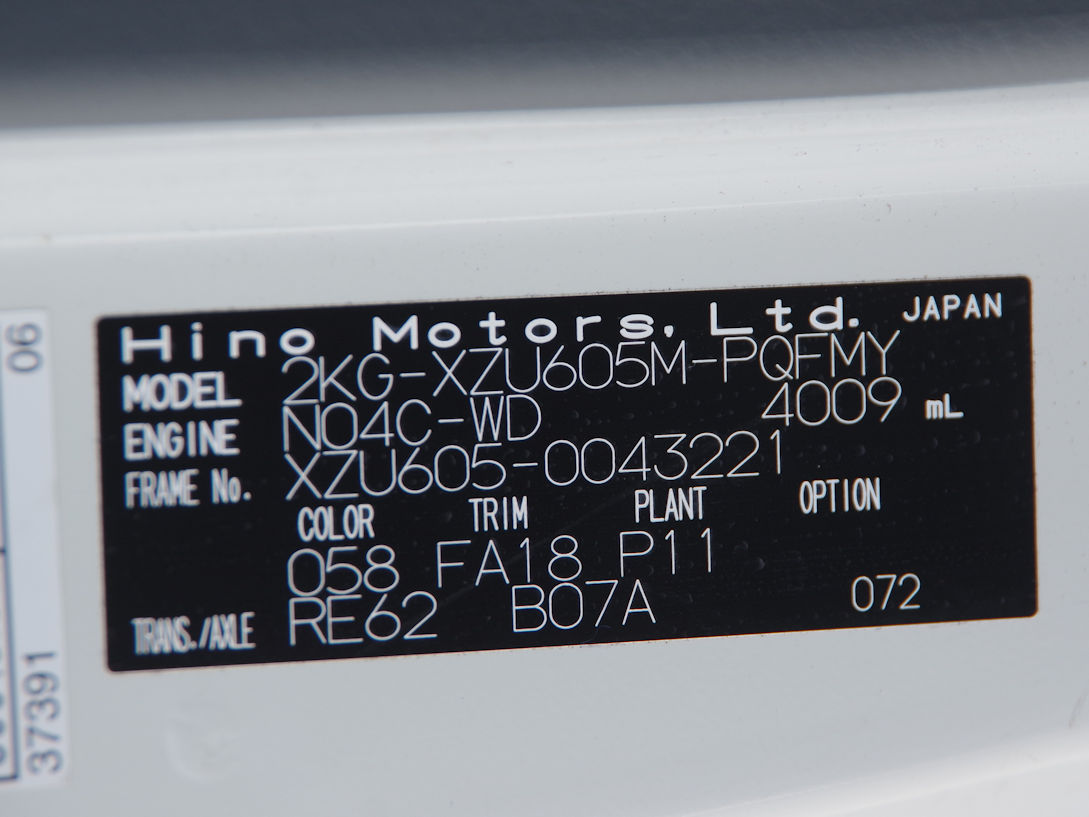 Hino Motors, Ltd. JAPAN
MODEL 2KG-XZU605M-PQFMY
ENGINE N04C-WD 4009 mL
FRAME No. XZU605-0043221
COLOR TRIM PLANT OPTION
058 FA18 P11
TRANS./AXLE RE62 B07A 072
06
37391